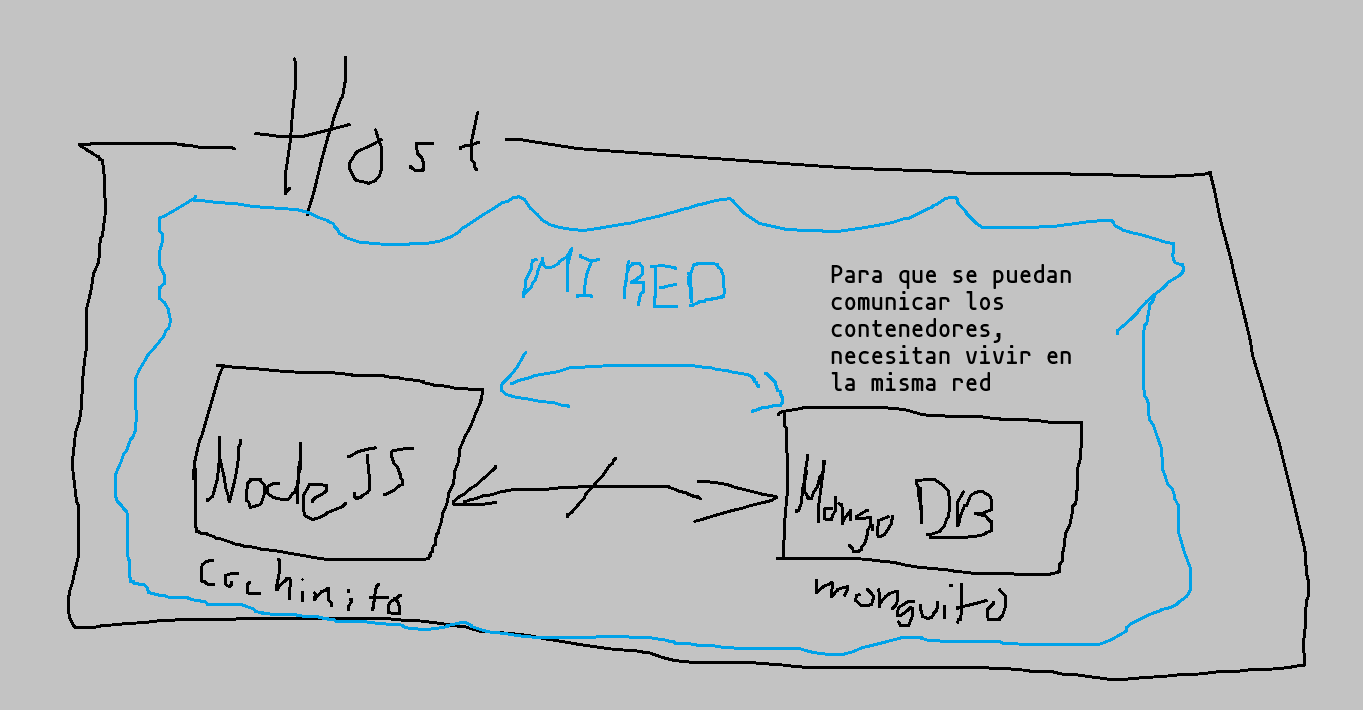 Host
MI RED
Para que se puedan
comunicar los
contenedores,
necesitan vivir en
la misma red
NodeJS
Mongo DB
cochinito
monguito